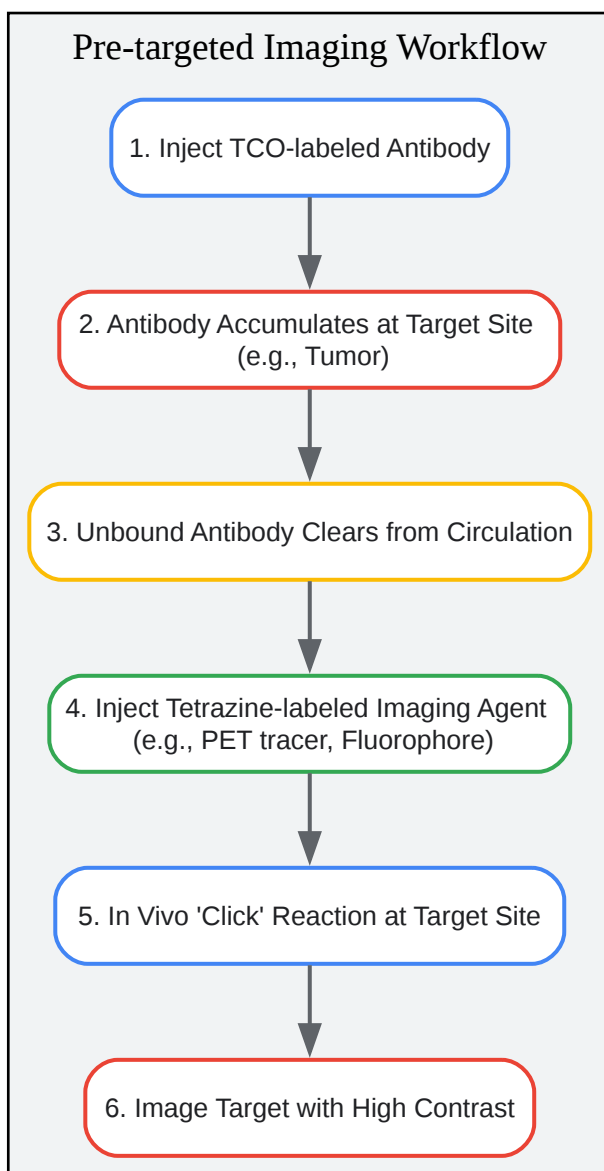 Pre-targeted Imaging Workflow
1. Inject TCO-labeled Antibody
2. Antibody Accumulates at Target Site
(e.g., Tumor)
3. Unbound Antibody Clears from Circulation
4. Inject Tetrazine-labeled Imaging Agent
(e.g., PET tracer, Fluorophore)
5. In Vivo 'Click' Reaction at Target Site
6. Image Target with High Contrast